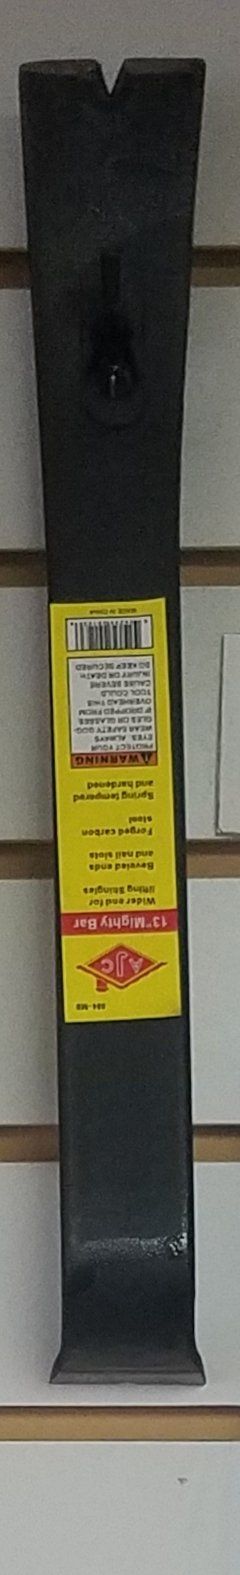 084-MB
AJC
13" Mighty Bar
Wider end for
lifting Shingles
Beveled ends
and nail slots
Forged carbon
steel
Spring tempered
and hardened
WARNING
PROTECT YOUR
EYES. ALWAYS
WEAR SAFETY GOG-
GLES OR GLASSES
IF DROPPED FROM
OVERHEAD THIS
TOOL COULD
CAUSE SEVERE
INJURY OR DEATH
SO KEEP SECURED
MADE IN CHINA